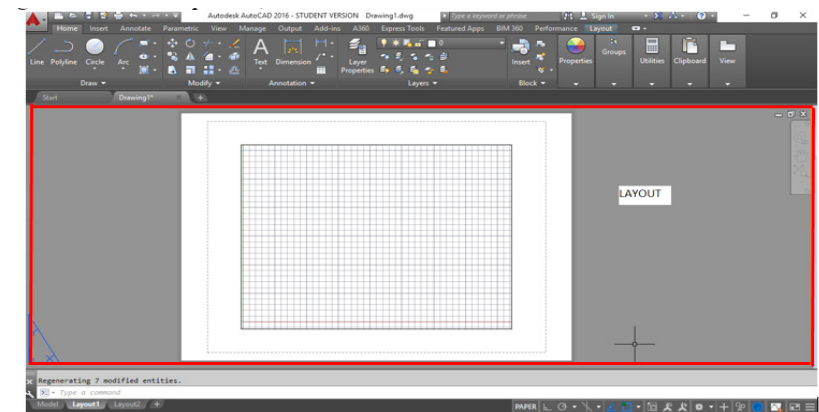 Autodesk AutoCAD 2016 - STUDENT VERSION Drawing1.dwg Type a keyword or phrase Sign In
Home Insert Annotate Parametric View Manage Output Add-ins A360 Express Tools Featured Apps BIM 360 Performance Layout
Line Polyline Circle Arc Text Dimension Layer Properties 0 Insert Properties Groups Utilities Clipboard View
Draw Modify Annotation Layers Block
Start Drawing1*
LAYOUT
Regenerating 7 modified entities.
Type a command
Model Layout1 Layout2 + PAPER